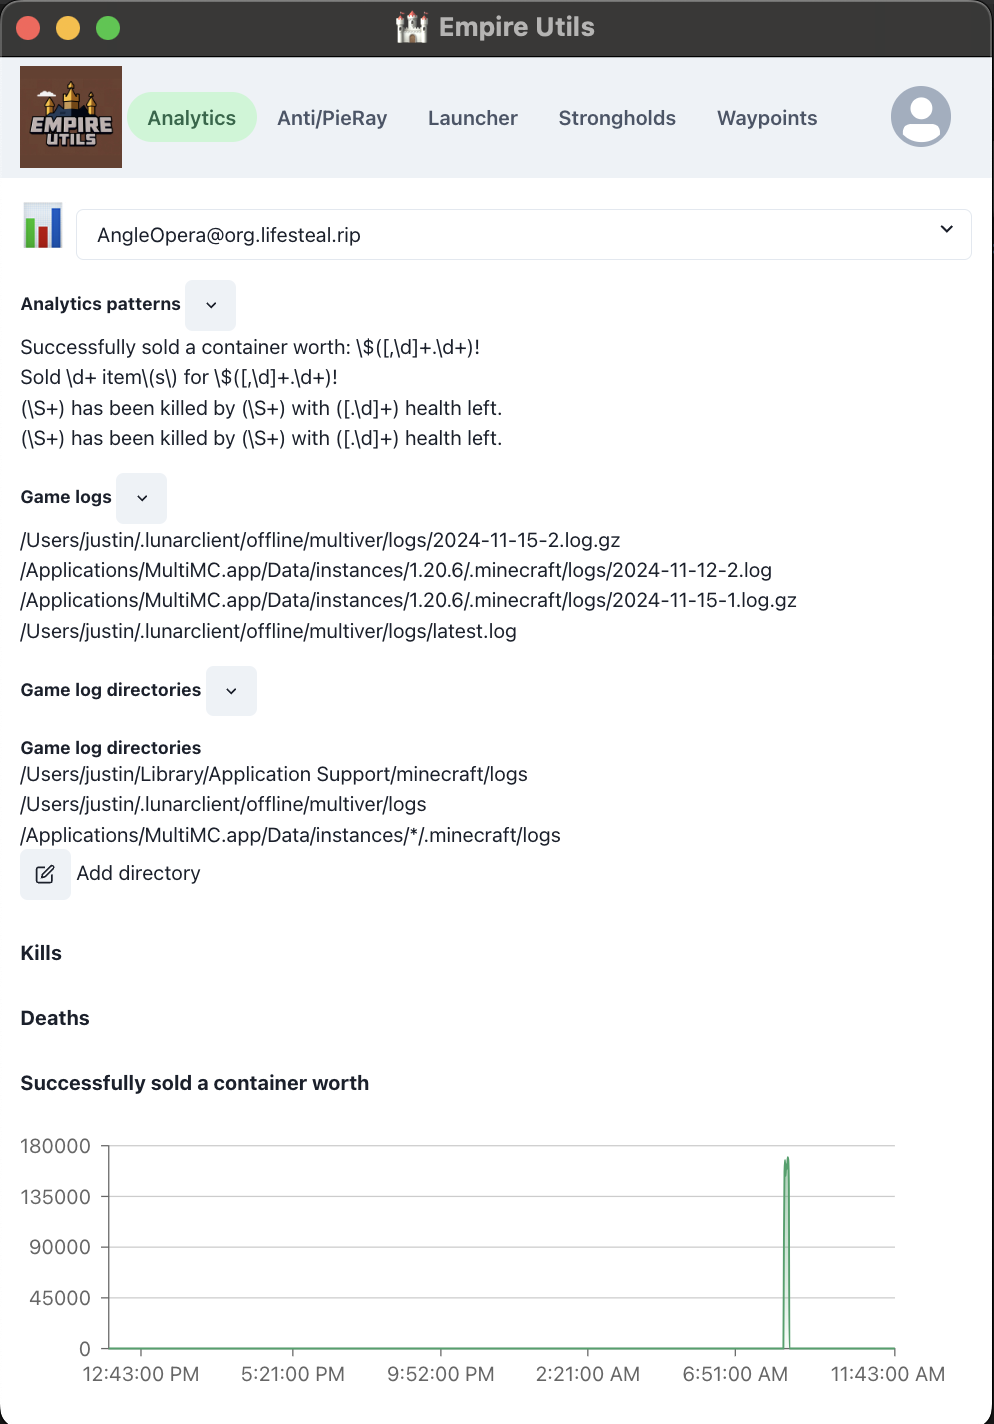 Empire Utils
EMPIRE
UTILS
Analytics
Anti/PieRay
Launcher
Strongholds
Waypoints
AngleOpera@org.lifesteal.rip
Analytics patterns
Successfully sold a container worth: \$([,\d]+.\d+)!
Sold \d+ item\(s\) for \$([,\d]+.\d+)!
(\S+) has been killed by (\S+) with ([.\d]+) health left.
(\S+) has been killed by (\S+) with ([.\d]+) health left.
Game logs
/Users/justin/.lunarclient/offline/multiver/logs/2024-11-15-2.log.gz
/Applications/MultiMC.app/Data/instances/1.20.6/.minecraft/logs/2024-11-12-2.log
/Applications/MultiMC.app/Data/instances/1.20.6/.minecraft/logs/2024-11-15-1.log.gz
/Users/justin/.lunarclient/offline/multiver/logs/latest.log
Game log directories
Game log directories
/Users/justin/Library/Application Support/minecraft/logs
/Users/justin/.lunarclient/offline/multiver/logs
/Applications/MultiMC.app/Data/instances/*/.minecraft/logs
Add directory
Kills
Deaths
Successfully sold a container worth
180000
135000
90000
45000
0
12:43:00 PM
5:21:00 PM
9:52:00 PM
2:21:00 AM
6:51:00 AM
11:43:00 AM